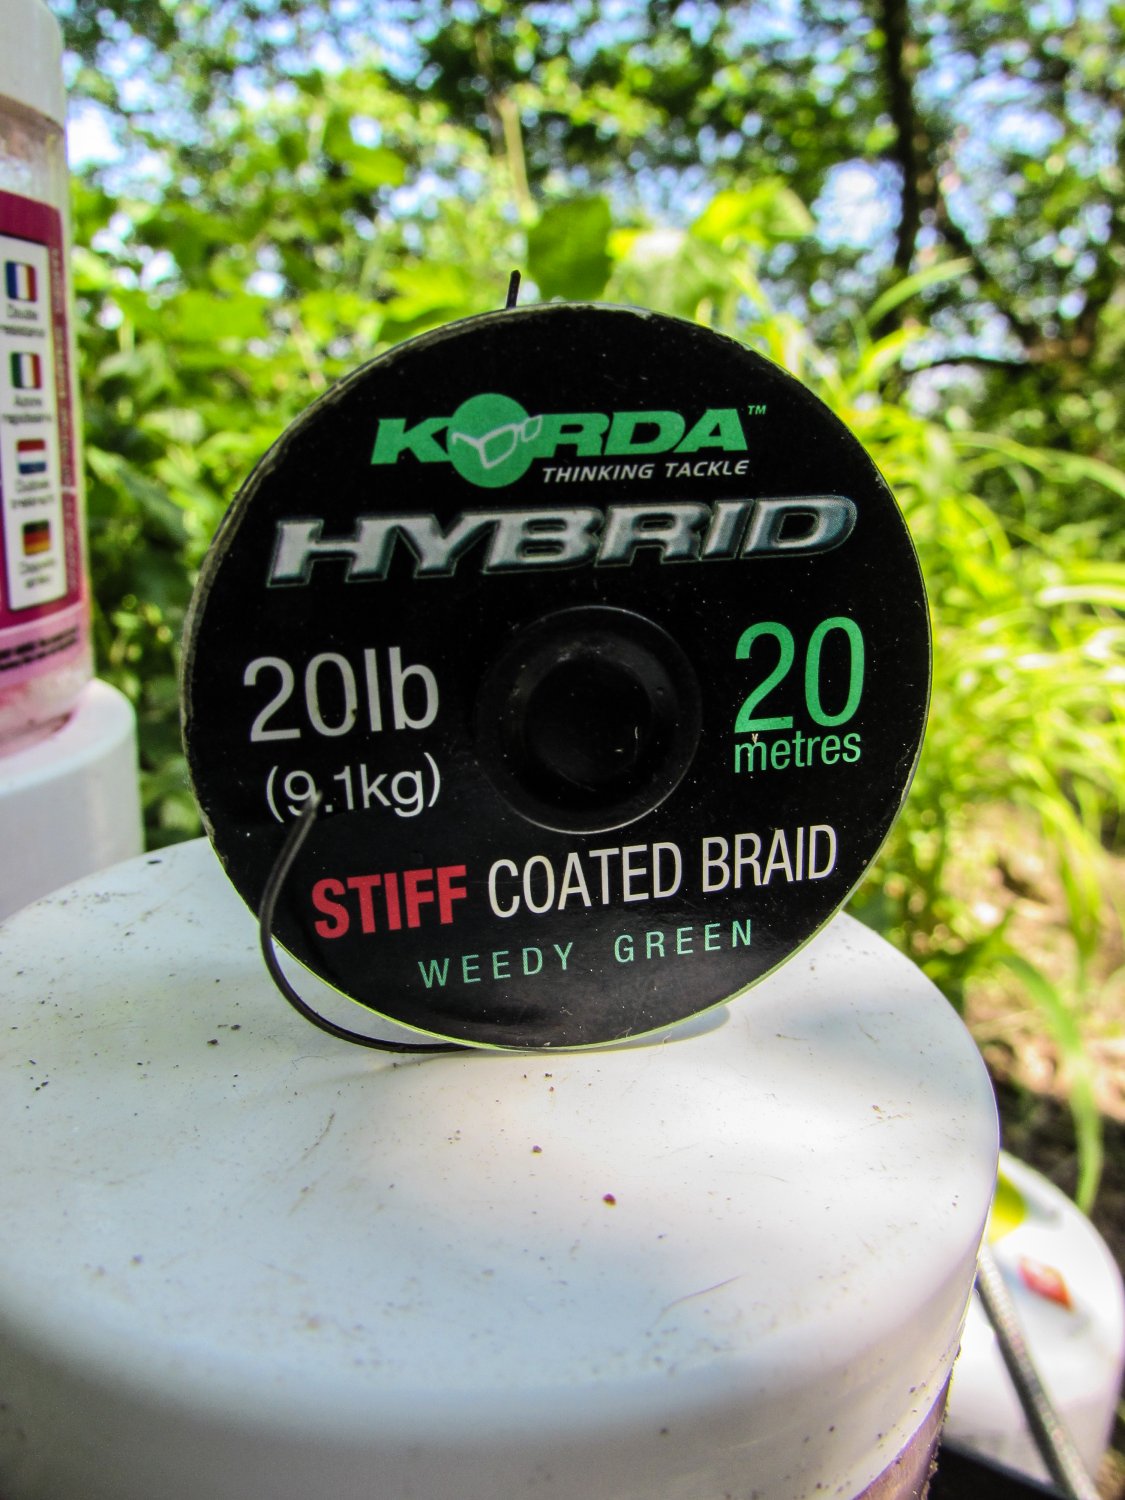 KORDA™
THINKING TACKLE
HYBRID
20lb
(9.1kg)
20
metres
STIFF COATED BRAID
WEEDY GREEN